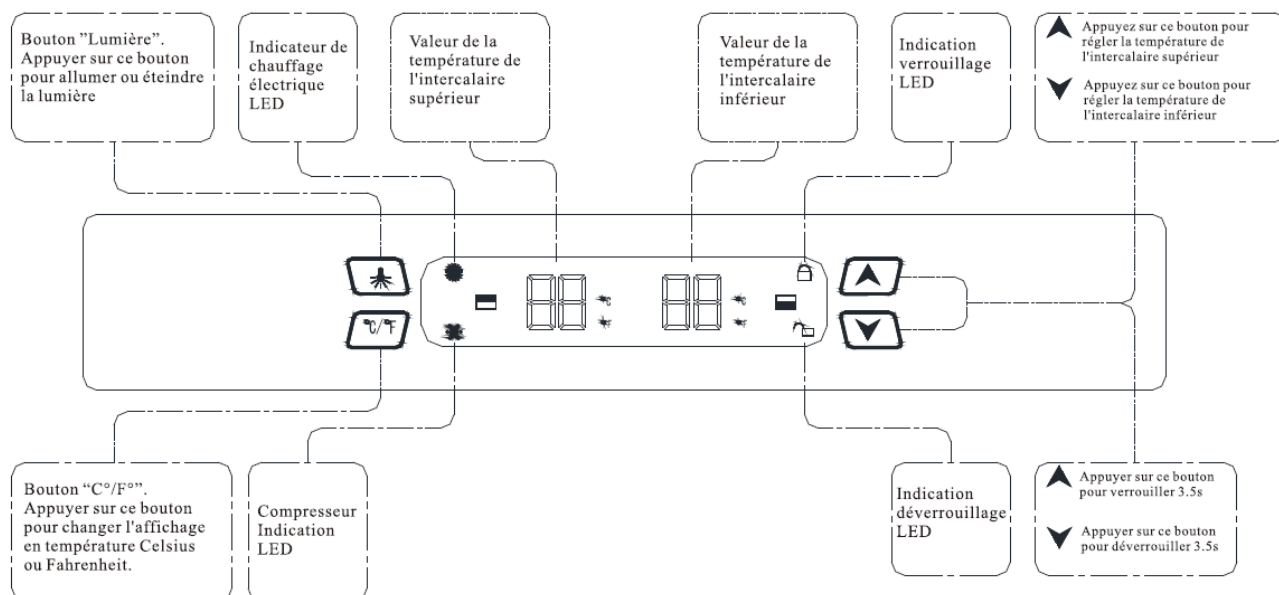 Bouton "Lumière".
Appuyer sur ce bouton
pour allumer ou éteindre
la lumière
Indicateur de
chauffage
électrique
LED
Valeur de la
température de
l'intercalaire
supérieur
Valeur de la
température de
l'intercalaire
inférieur
Indication
verrouillage
LED
Appuyez sur ce bouton pour
régler la température de
l'intercalaire supérieur
Appuyez sur ce bouton pour
régler la température de
l'intercalaire inférieur
°C/°F
°C
°F
°C
°F
Bouton “C°/F°”.
Appuyer sur ce bouton
pour changer l'affichage
en température Celsius
ou Fahrenheit.
Compresseur
Indication
LED
Indication
déverrouillage
LED
Appuyer sur ce bouton
pour verrouiller 3.5s
Appuyer sur ce bouton
pour déverrouiller 3.5s